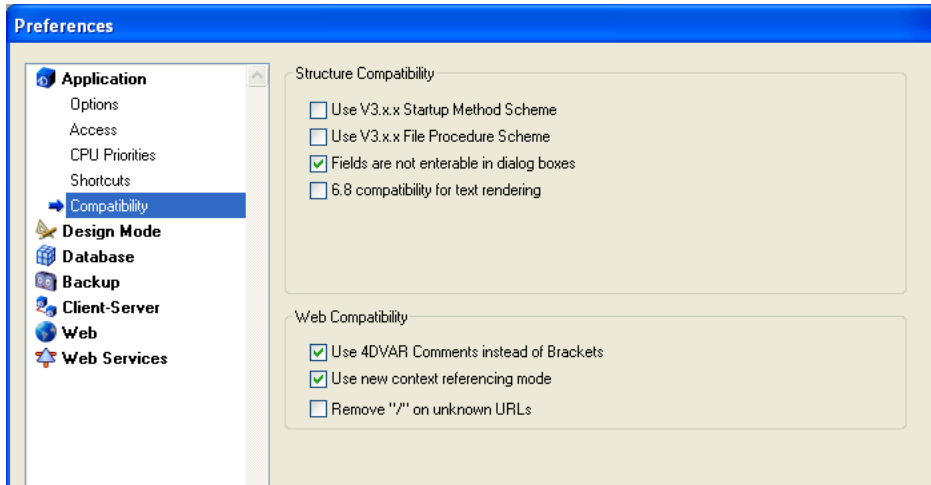 Preferences
Application
Options
Access
CPU Priorities
Shortcuts
Compatibility
Design Mode
Database
Backup
Client-Server
Web
Web Services
Structure Compatibility
Use V3.x.x Startup Method Scheme
Use V3.x.x File Procedure Scheme
Fields are not enterable in dialog boxes
6.8 compatibility for text rendering
Web Compatibility
Use 4DVAR Comments instead of Brackets
Use new context referencing mode
Remove "/" on unknown URLs